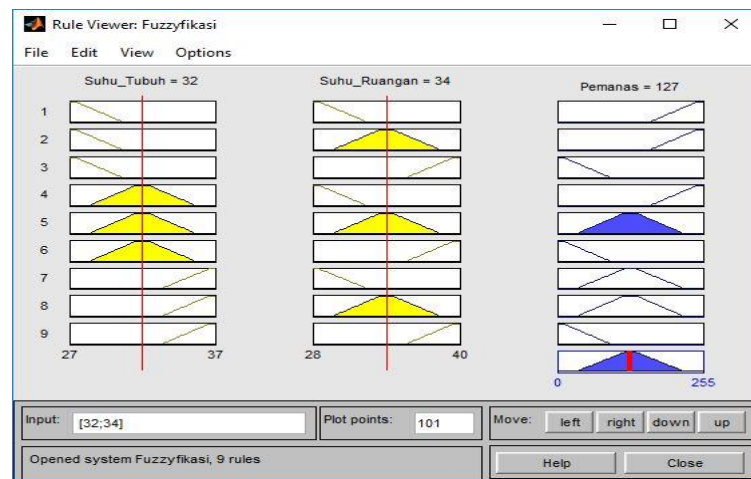 Rule Viewer: Fuzzyfikasi
File Edit View Options
Suhu_Tubuh = 32 Suhu_Ruangan = 34 Pemanas = 127
1
2
3
4
5
6
7
8
9
27 37 28 40
0 255
Input: [32;34] Plot points: 101 Move: left right down up
Opened system Fuzzyfikasi, 9 rules Help Close